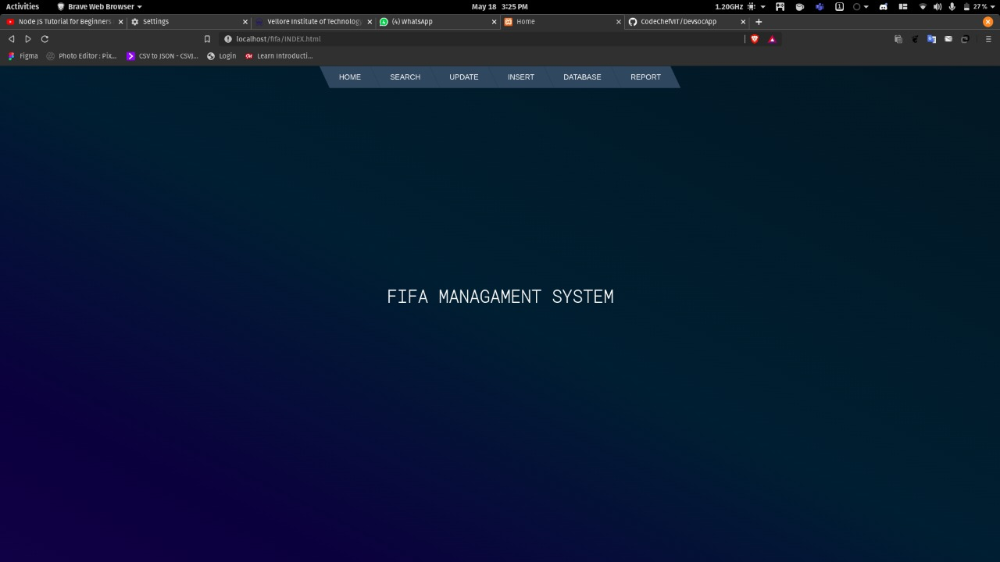 Activities Brave Web Browser May 18 3:25 PM 1.20GHz 27 %
Node JS Tutorial for Beginners Settings Vellore Institute of Technology (4) WhatsApp Home CodeChefVIT/DevsocApp
localhost/fifa/INDEX.html
Figma Photo Editor : Pix... CSV to JSON - CSVJ... Login Learn Introducti...
HOME SEARCH UPDATE INSERT DATABASE REPORT
FIFA MANAGAMENT SYSTEM